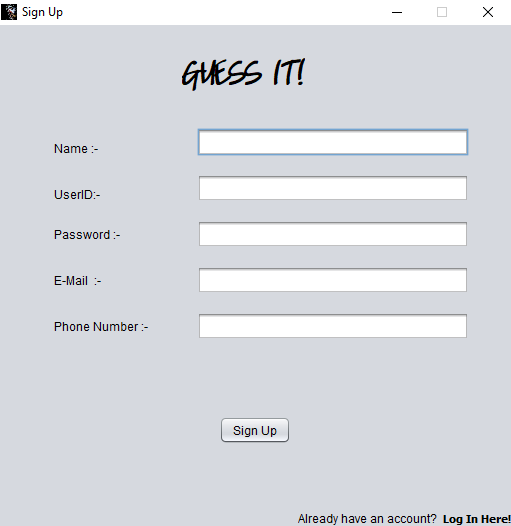 Sign Up
GUESS IT!
Name :-
UserID:-
Password :-
E-Mail :-
Phone Number :-
Sign Up
Already have an account? Log In Here!